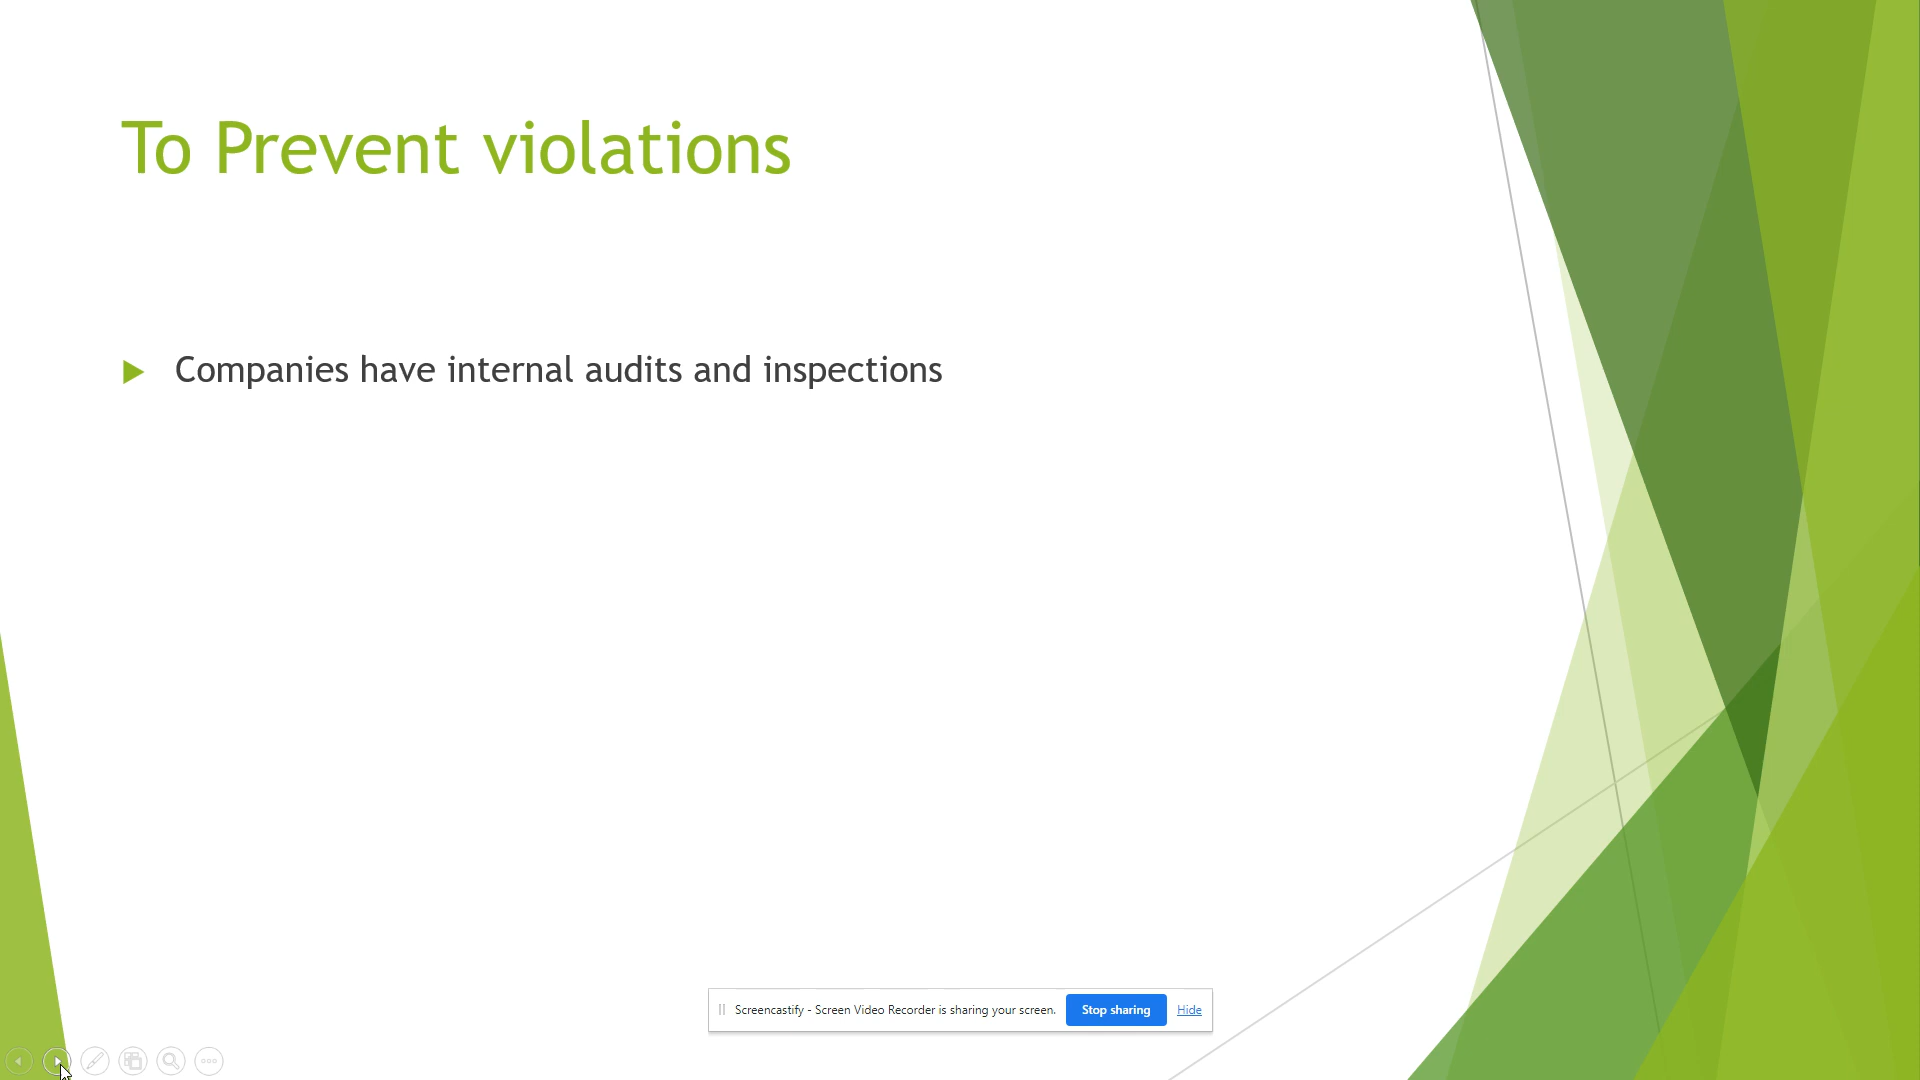 To Prevent violations
Companies have internal audits and inspections
Screencastify - Screen Video Recorder is sharing your screen. Stop sharing Hide